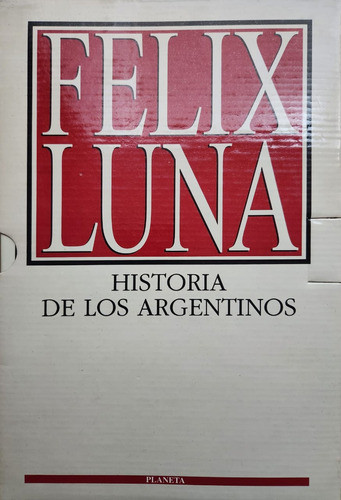 FELIX
LUNA
HISTORIA
DE LOS ARGENTINOS
PLANETA